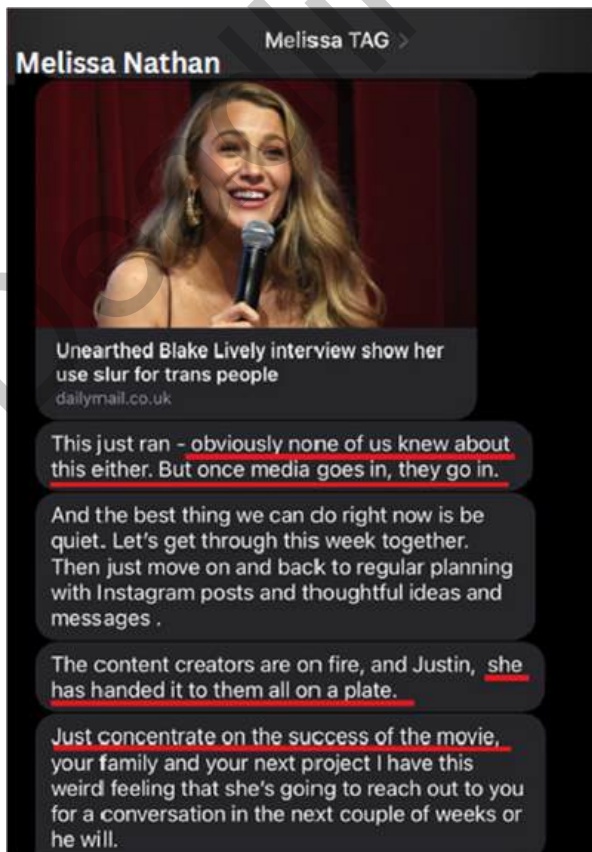 Melissa TAG >
Melissa Nathan
Unearthed Blake Lively interview show her
use slur for trans people
dailymail.co.uk
This just ran - obviously none of us knew about
this either. But once media goes in, they go in.
And the best thing we can do right now is be
quiet. Let's get through this week together.
Then just move on and back to regular planning
with Instagram posts and thoughtful ideas and
messages .
The content creators are on fire, and Justin, she
has handed it to them all on a plate.
Just concentrate on the success of the movie,
your family and your next project I have this
weird feeling that she's going to reach out to you
for a conversation in the next couple of weeks or
he will.